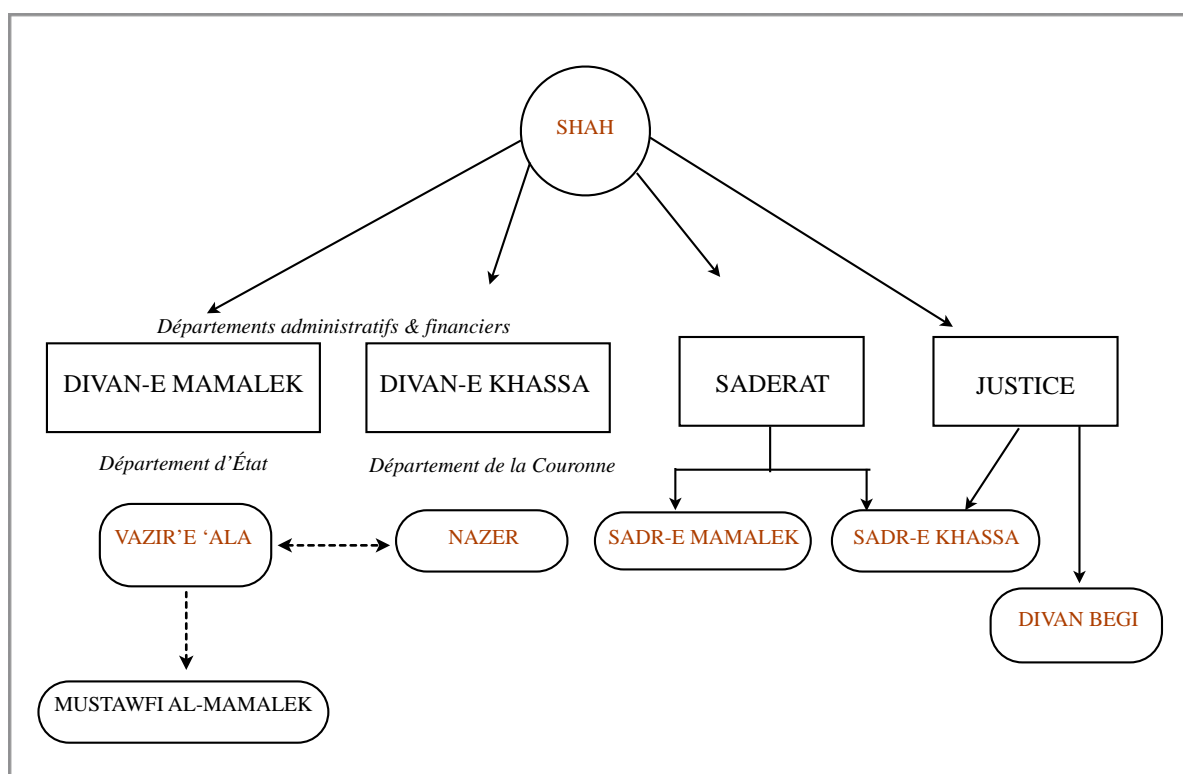 SHAH
Départements administratifs & financiers
DIVAN-E MAMALEK
DIVAN-E KHASSA
SADERAT
JUSTICE
Département d’État
Département de la Couronne
VAZIR’E ‘ALA
NAZER
SADR-E MAMALEK
SADR-E KHASSA
DIVAN BEGI
MUSTAWFI AL-MAMALEK